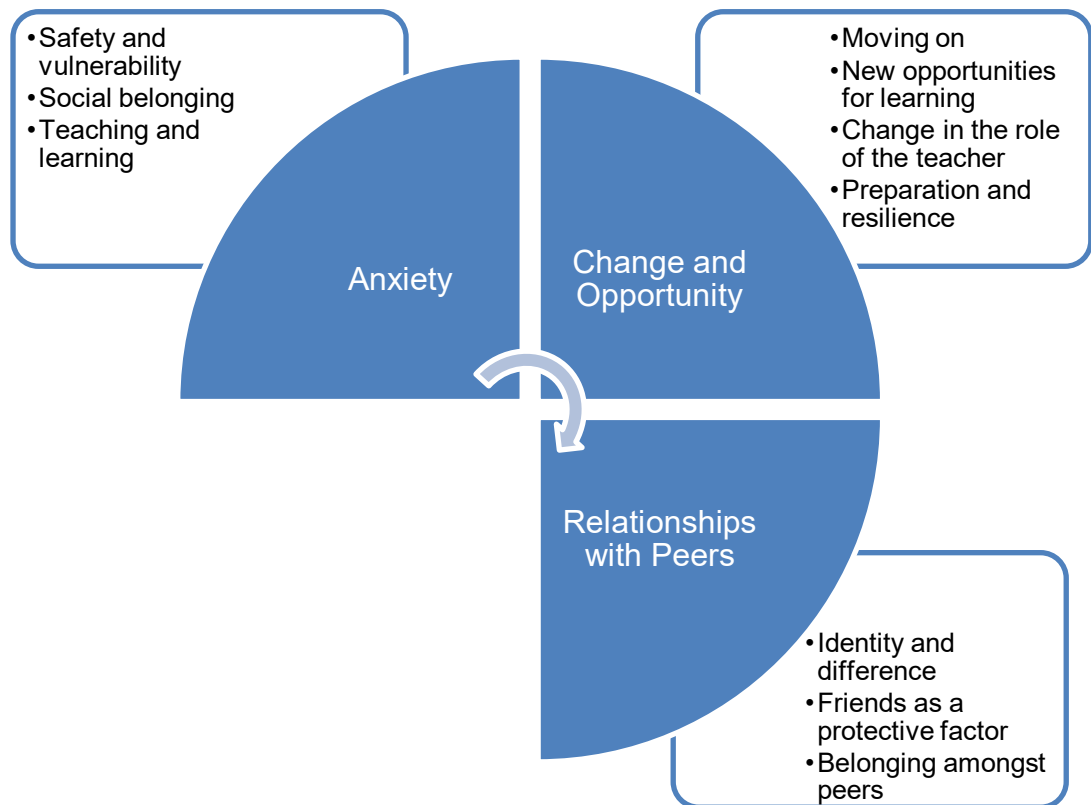 •Safety and
vulnerability
•Social belonging
•Teaching and
learning
Anxiety
•Moving on
•New opportunities
for learning
•Change in the role
of the teacher
•Preparation and
resilience
Change and
Opportunity
Relationships
with Peers
•Identity and
difference
•Friends as a
protective factor
•Belonging amongst
peers